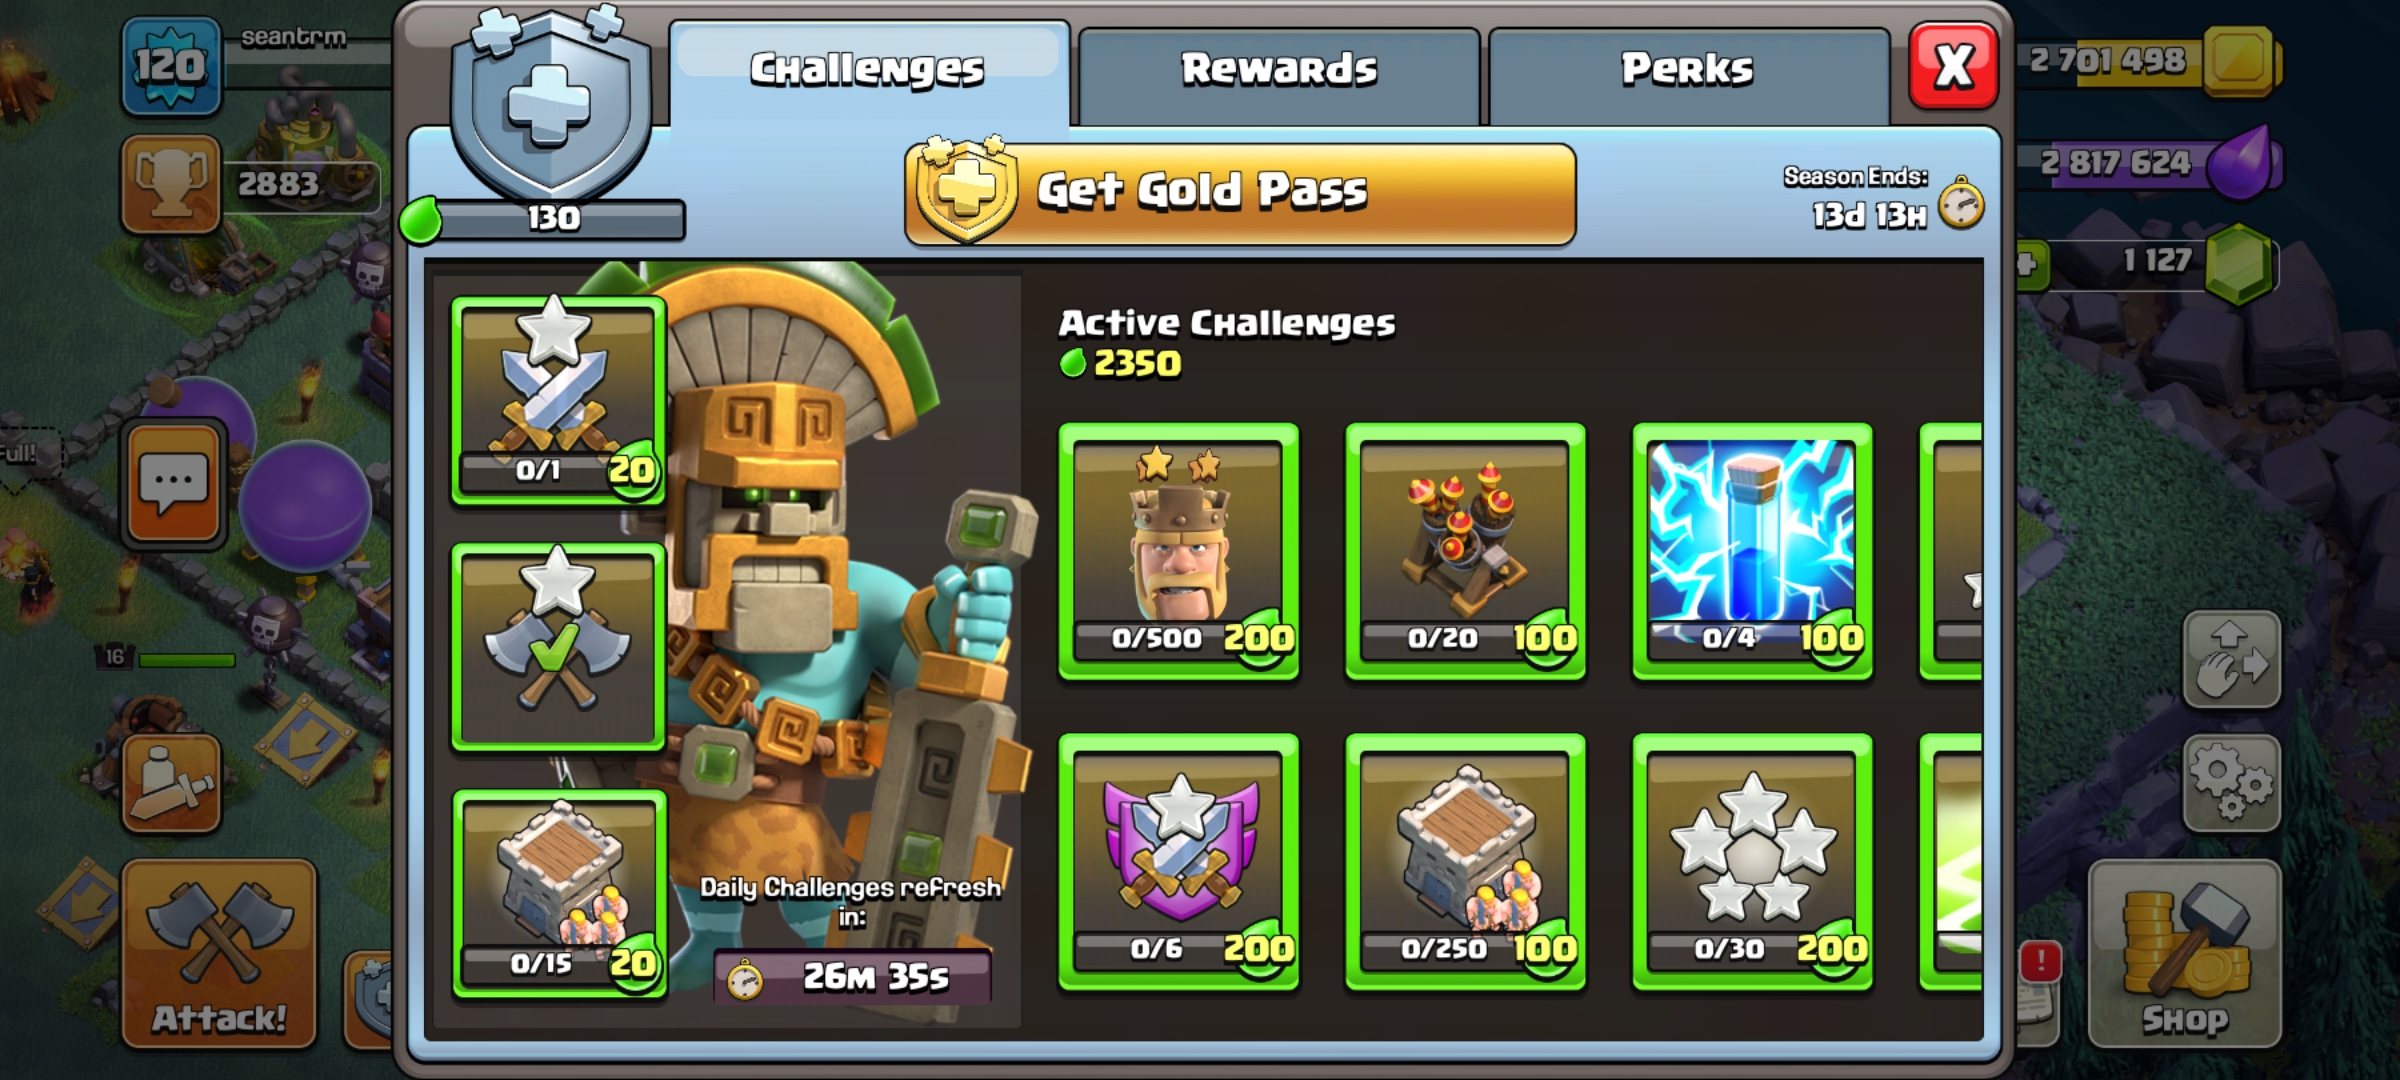 120
seantrm
Challenges
Rewards
Perks
X
2 701 498
2883
130
Get Gold Pass
Season Ends:
13d 13H
2 817 624
1 127
Active Challenges
2350
0/1
20
0/500
200
0/20
100
0/4
100
Full!
16
0/6
200
0/250
100
0/30
200
0/15
20
Daily Challenges refresh
in:
26M 35s
Attack!
!
Shop